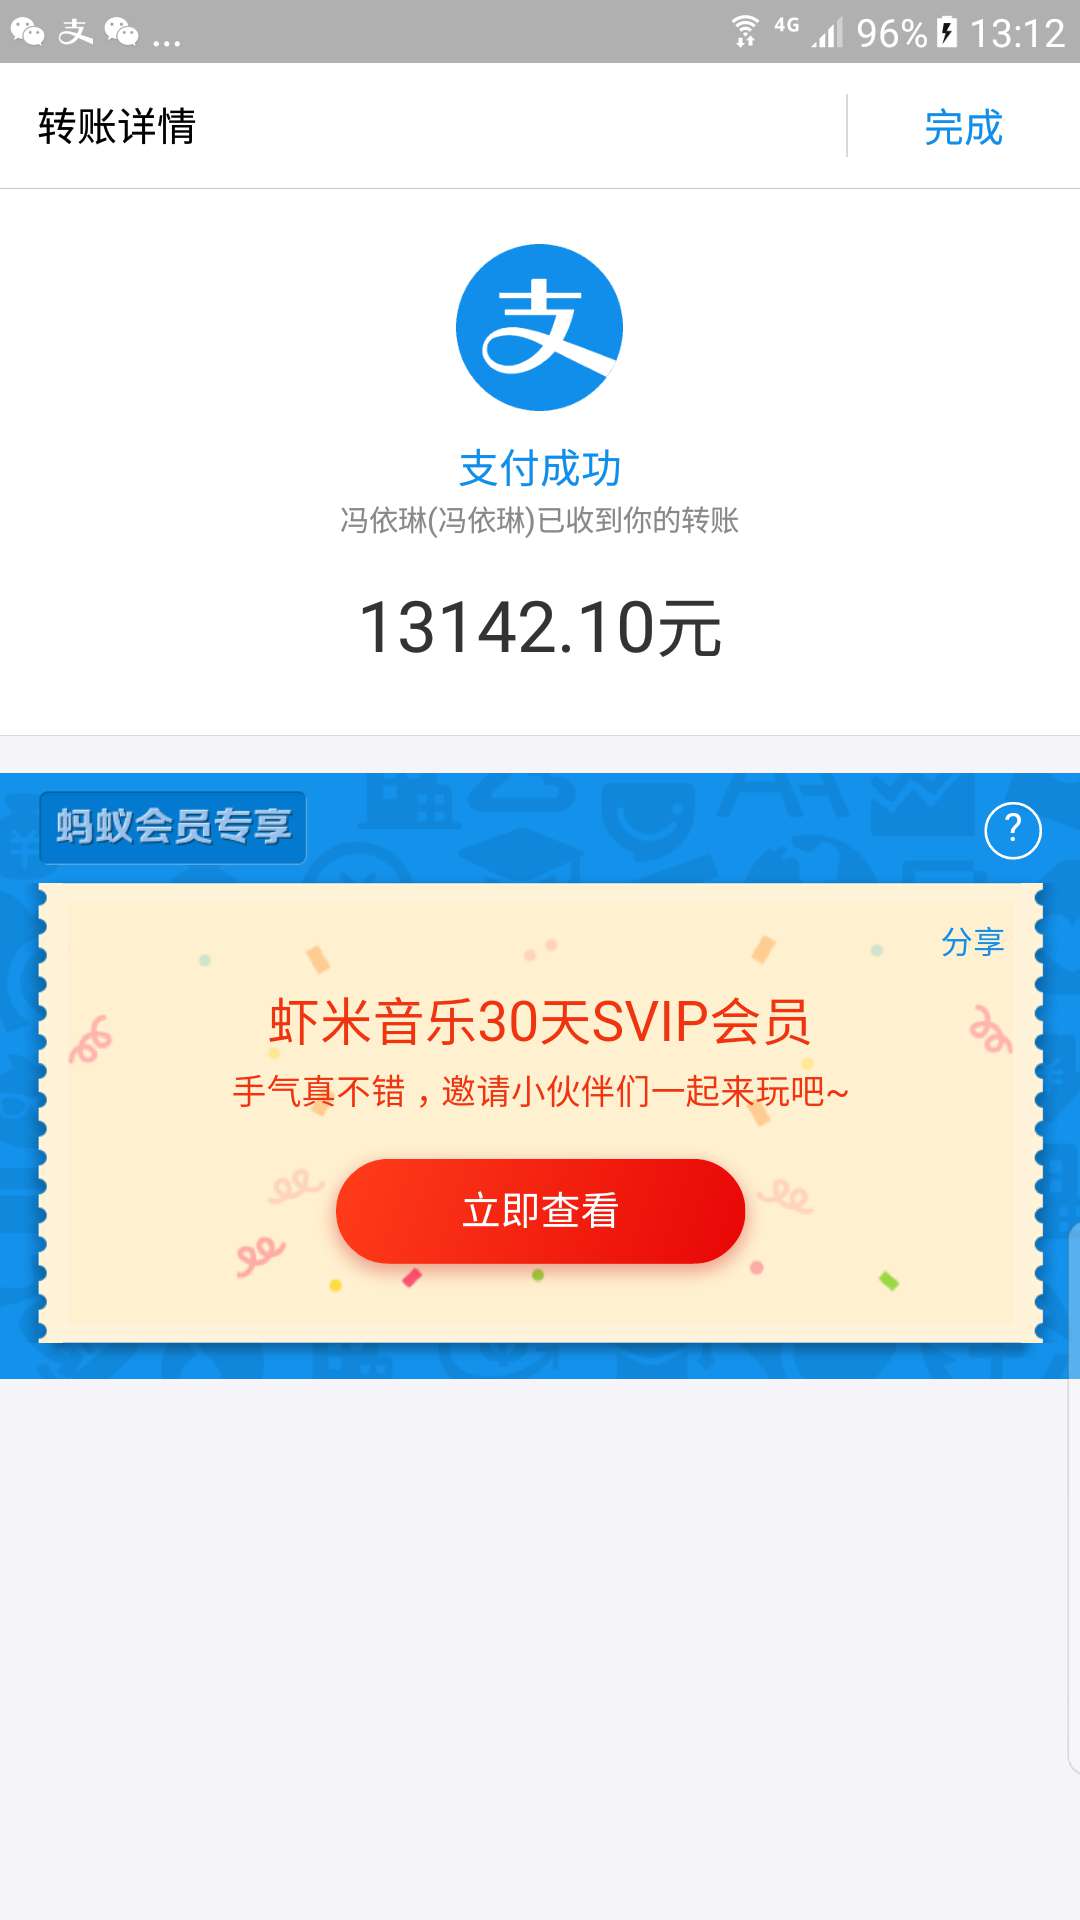 ... 4G 96% 13:12
转账详情 完成
支付成功
冯依琳(冯依琳)已收到你的转账
13142.10元
蚂蚁会员专享 ?
分享
虾米音乐30天SVIP会员
手气真不错，邀请小伙伴们一起来玩吧~
立即查看